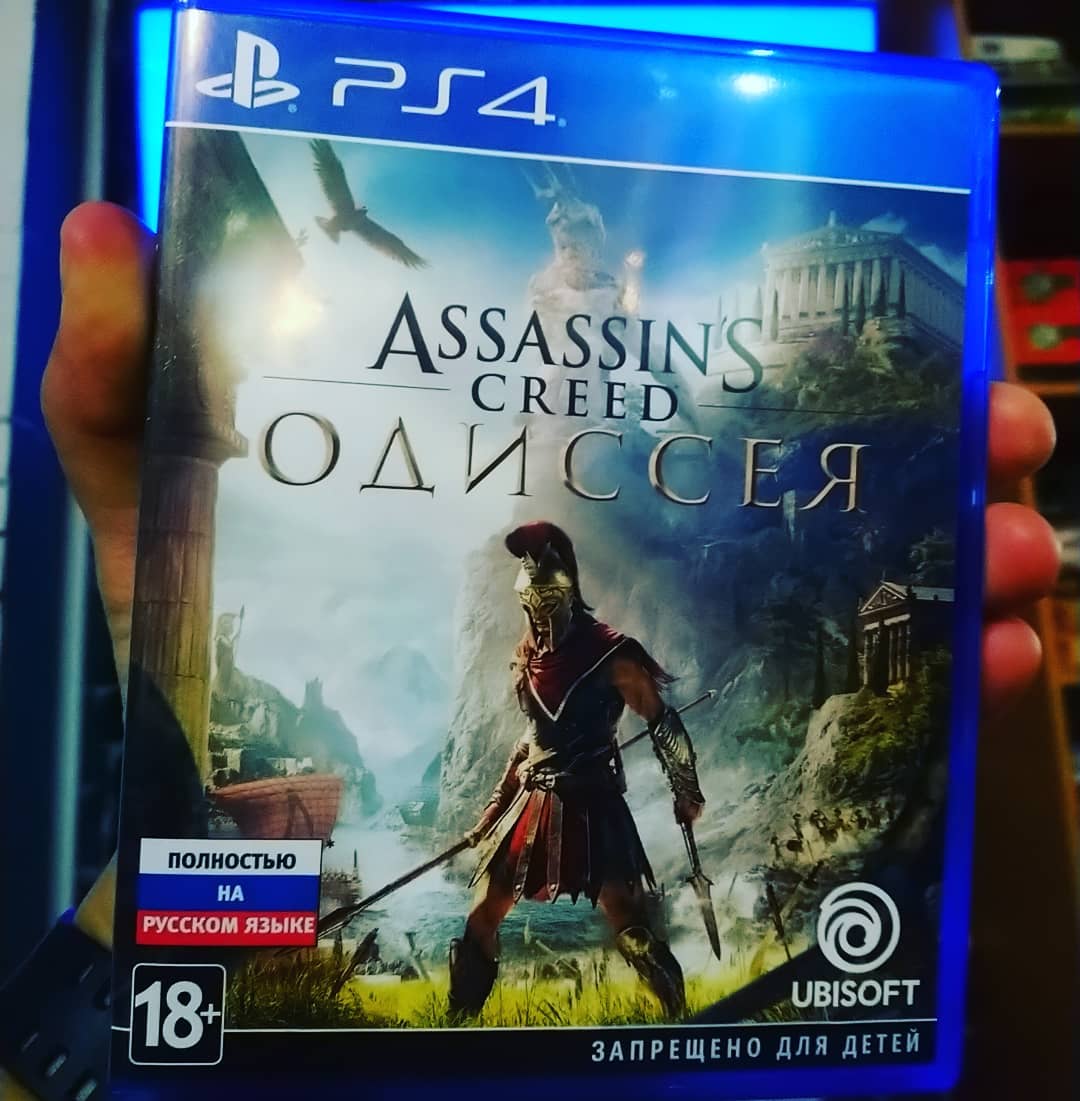 PS4
ASSASSIN'S
CREED
ОДИССЕЯ
ПОЛНОСТЬЮ
НА
РУССКОМ ЯЗЫКЕ
18+
UBISOFT
ЗАПРЕЩЕНО ДЛЯ ДЕТЕЙ